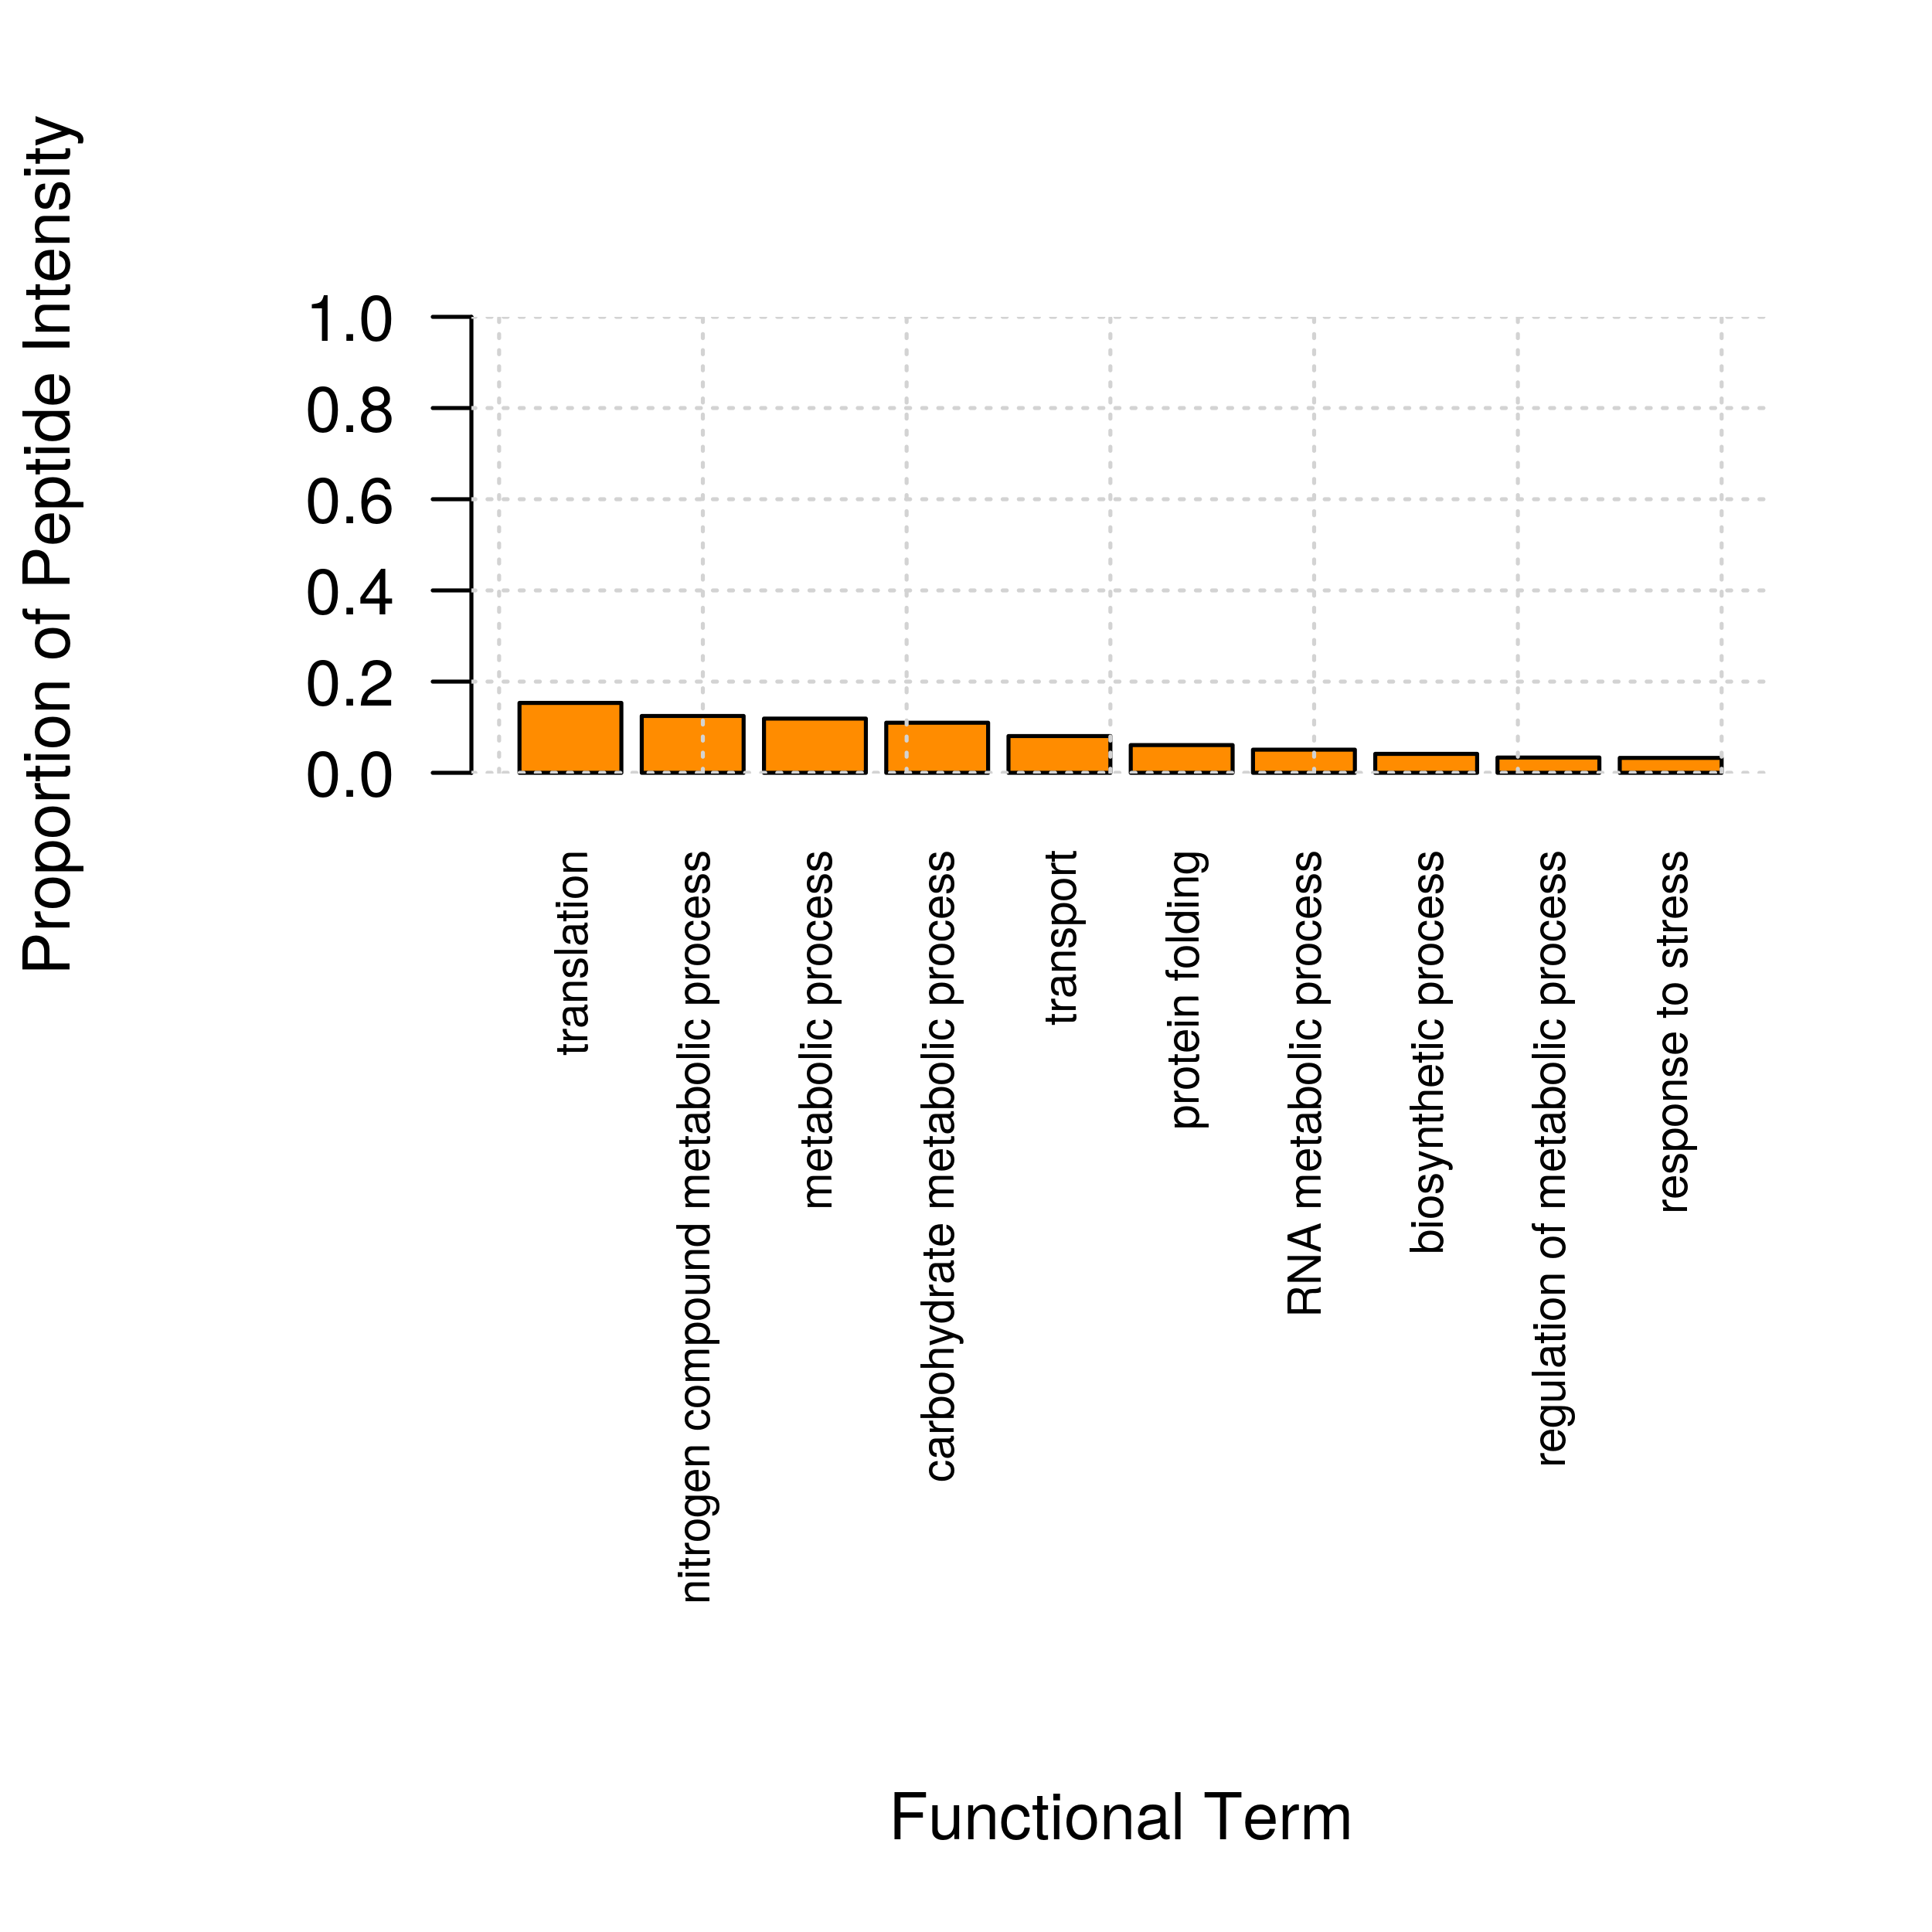 Proportion of Peptide Intensity
1.0
0.8
0.6
0.4
0.2
0.0
translation
nitrogen compound metabolic process
metabolic process
carbohydrate metabolic process
transport
protein folding
RNA metabolic process
biosynthetic process
regulation of metabolic process
response to stress
Functional Term